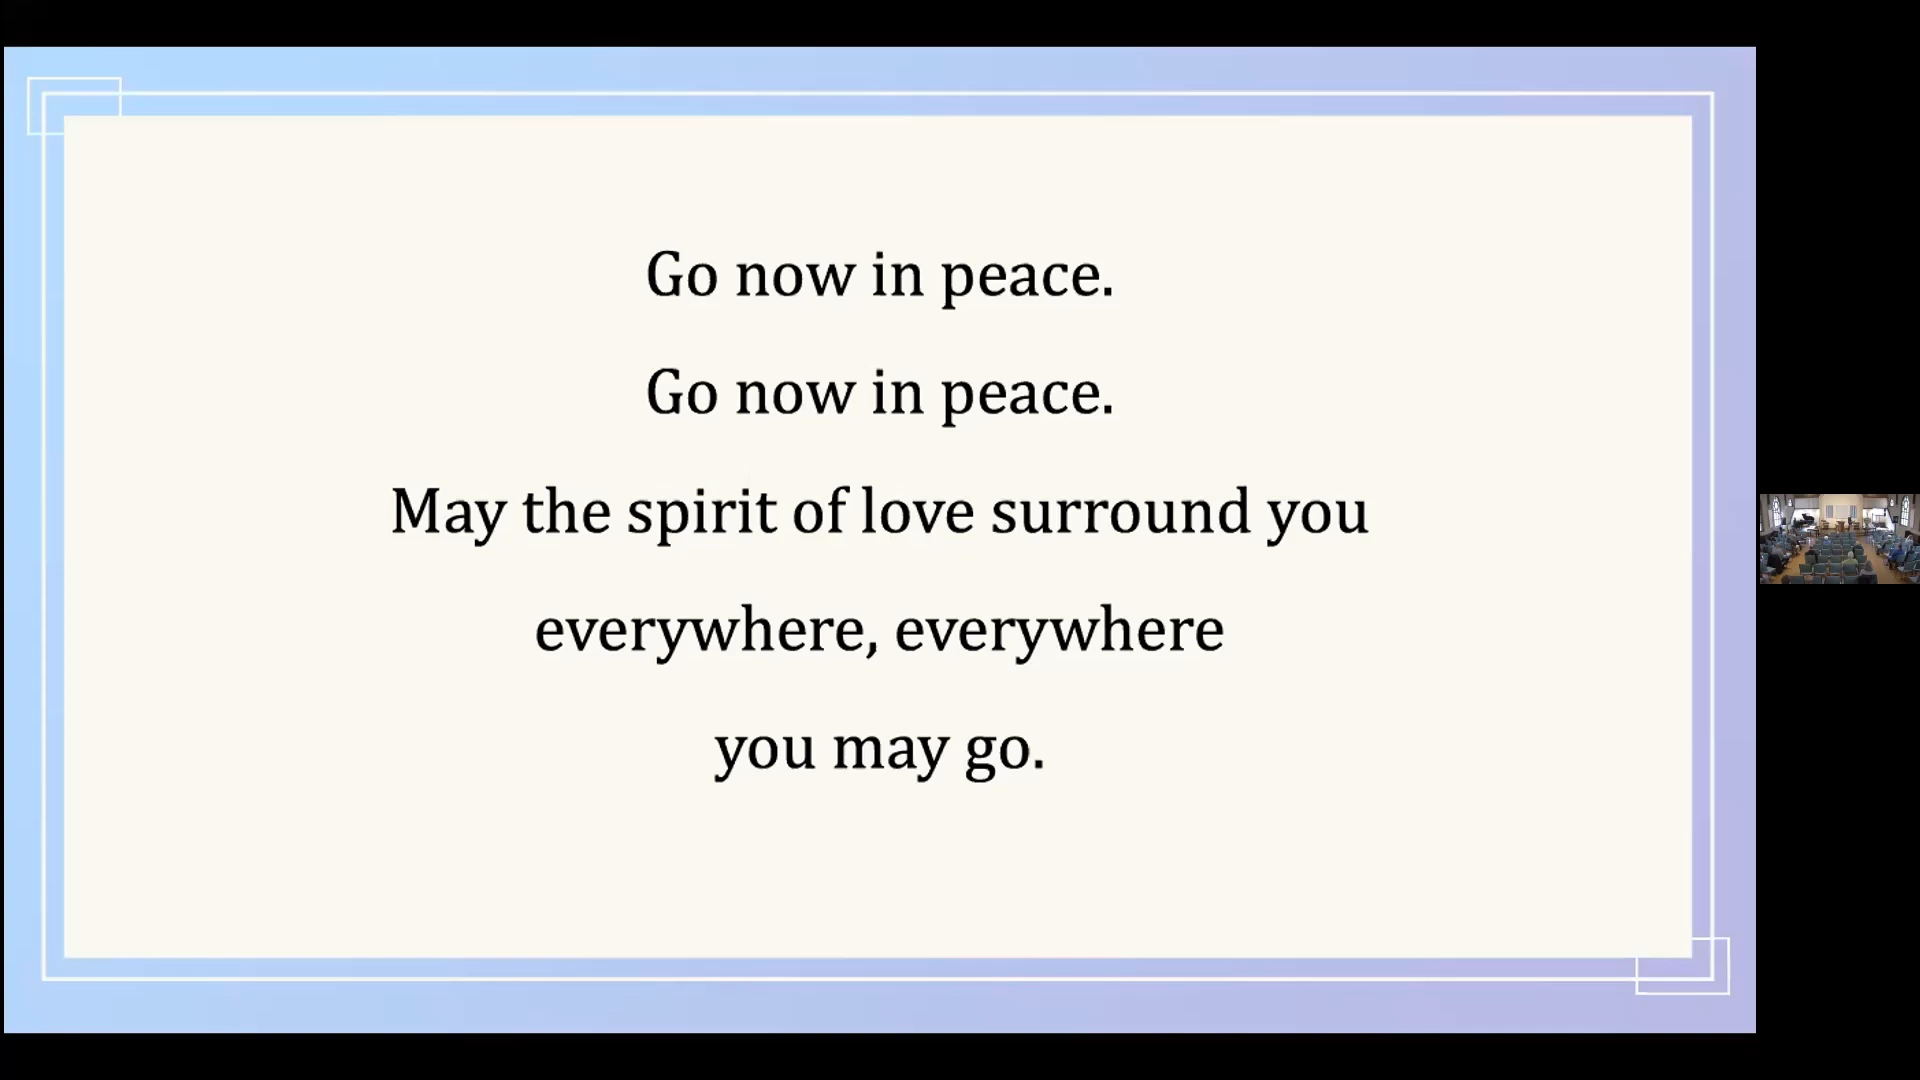 Go now in peace.
Go now in peace.
May the spirit of love surround you
everywhere, everywhere
you may go.